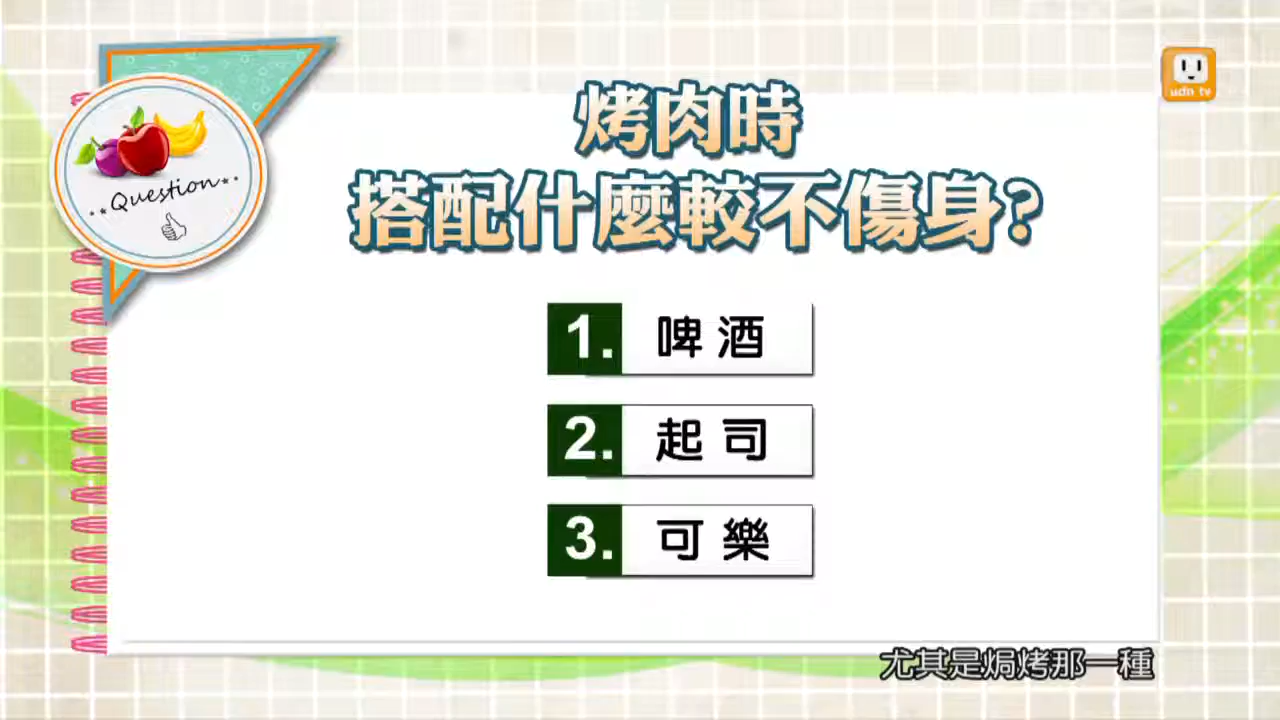 udn tv
烤肉時
搭配什麼較不傷身?
Question
1. 啤酒
2. 起司
3. 可樂
尤其是焗烤那一種